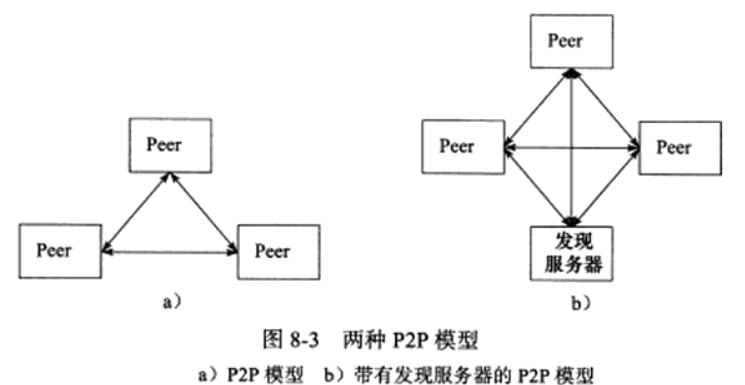 Peer
Peer
Peer
a）
Peer
Peer
Peer
发现
服务器
b）
图 8-3 两种 P2P 模型
a）P2P 模型 b）带有发现服务器的 P2P 模型